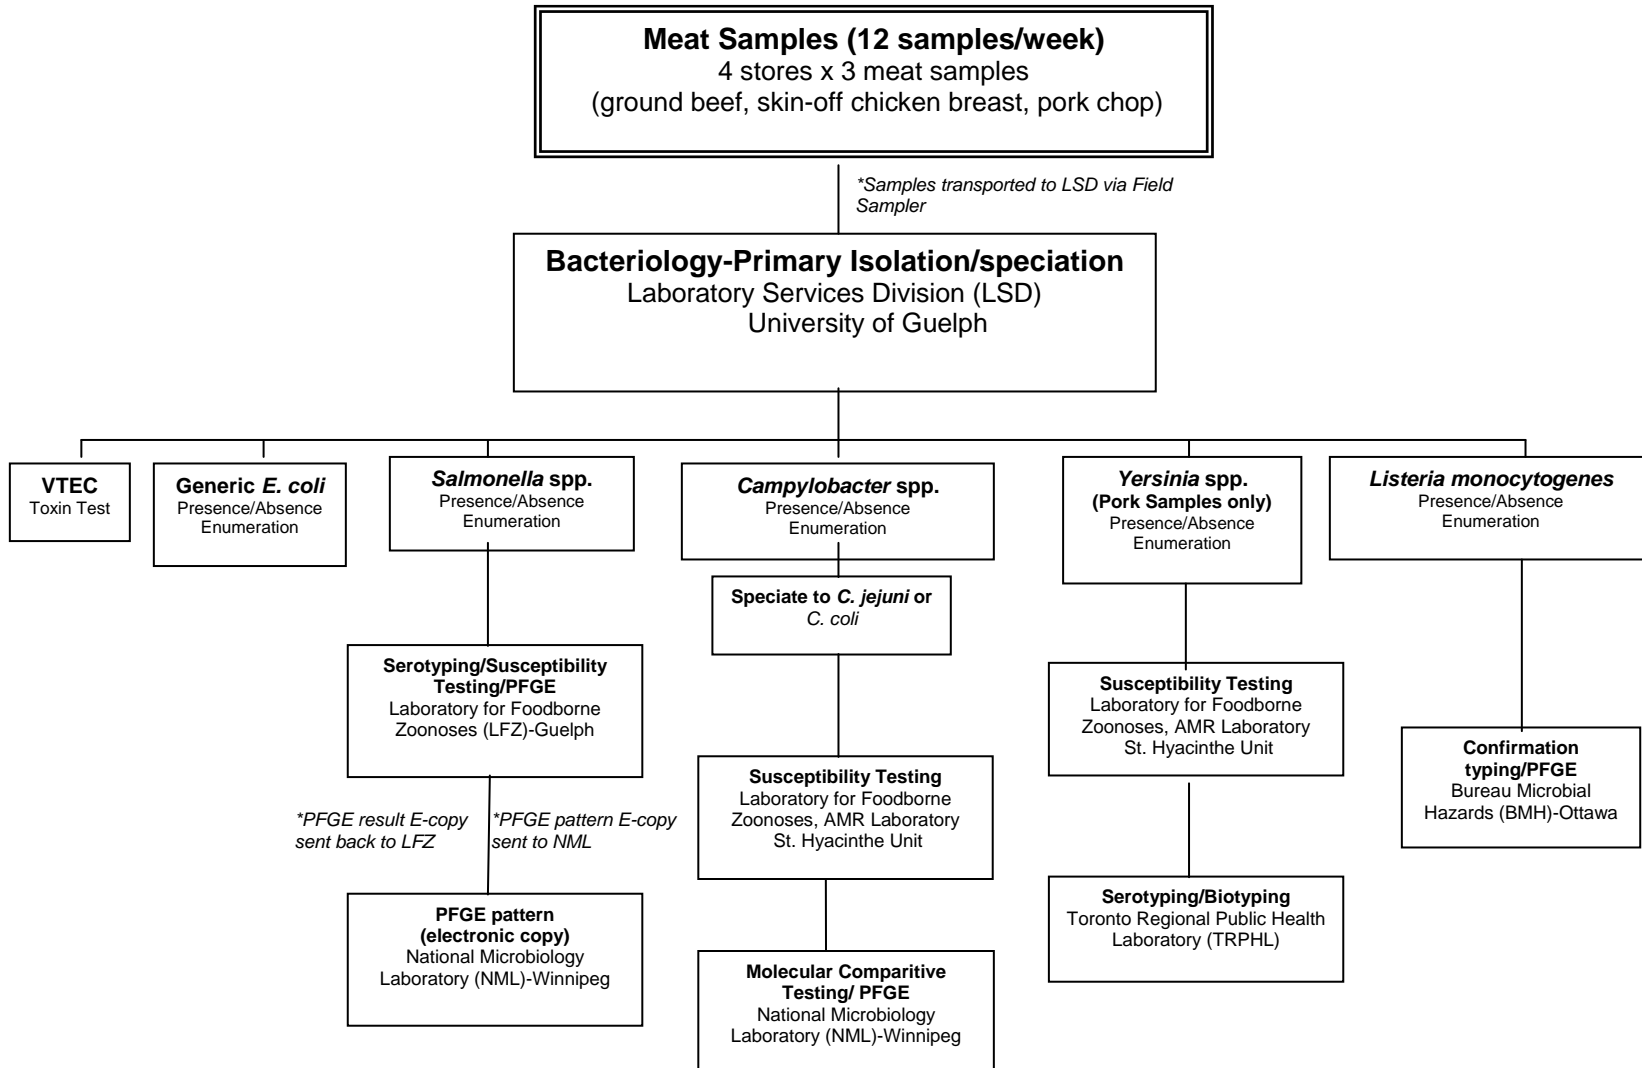 Meat Samples (12 samples/week)
4 stores x 3 meat samples
(ground beef, skin-off chicken breast, pork chop)
*Samples transported to LSD via Field
Sampler
Bacteriology-Primary Isolation/speciation
Laboratory Services Division (LSD)
University of Guelph
VTEC
Toxin Test
Generic E. coli
Presence/Absence
Enumeration
Salmonella spp.
Presence/Absence
Enumeration
Campylobacter spp.
Presence/Absence
Enumeration
Yersinia spp.
(Pork Samples only)
Presence/Absence
Enumeration
Listeria monocytogenes
Presence/Absence
Enumeration
Speciate to C. jejuni or
C. coli
Serotyping/Susceptibility
Testing/PFGE
Laboratory for Foodborne
Zoonoses (LFZ)-Guelph
Susceptibility Testing
Laboratory for Foodborne
Zoonoses, AMR Laboratory
St. Hyacinthe Unit
Susceptibility Testing
Laboratory for Foodborne
Zoonoses, AMR Laboratory
St. Hyacinthe Unit
Confirmation
typing/PFGE
Bureau Microbial
Hazards (BMH)-Ottawa
*PFGE result E-copy
sent back to LFZ
*PFGE pattern E-copy
sent to NML
PFGE pattern
(electronic copy)
National Microbiology
Laboratory (NML)-Winnipeg
Molecular Comparitive
Testing/ PFGE
National Microbiology
Laboratory (NML)-Winnipeg
Serotyping/Biotyping
Toronto Regional Public Health
Laboratory (TRPHL)